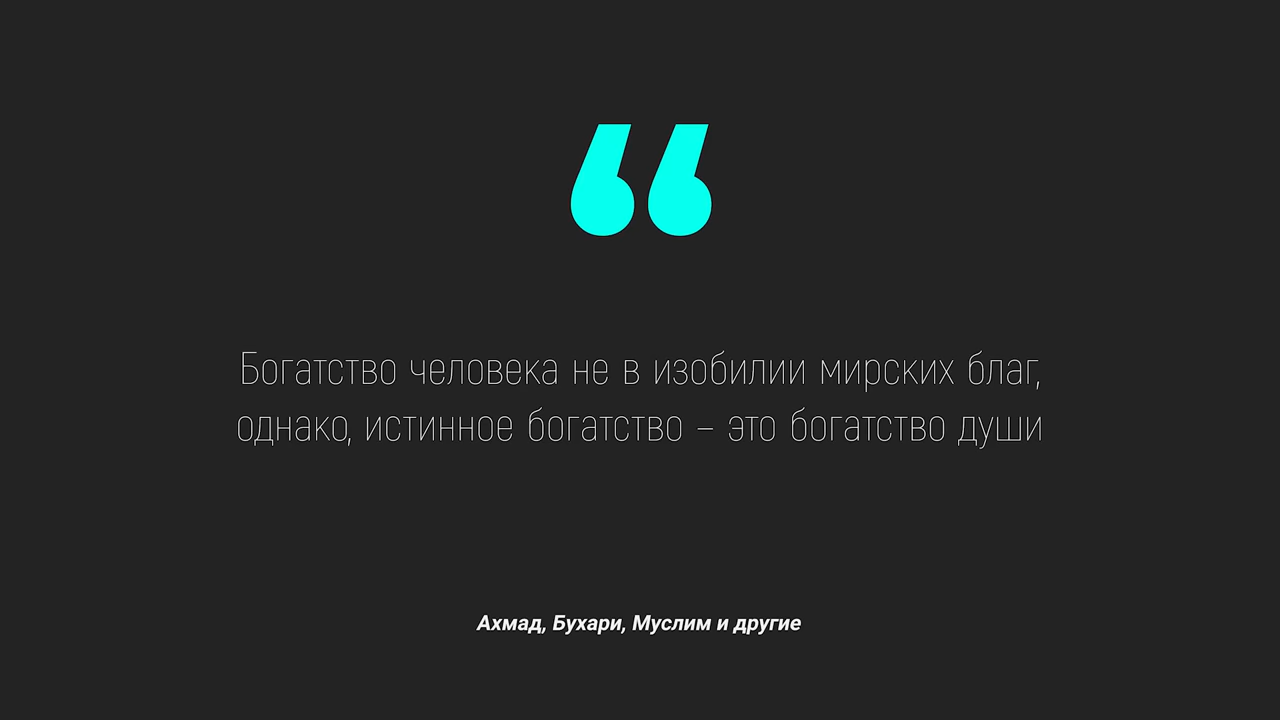 “
Богатство человека не в изобилии мирских благ,
однако, истинное богатство – это богатство души
Ахмад, Бухари, Муслим и другие